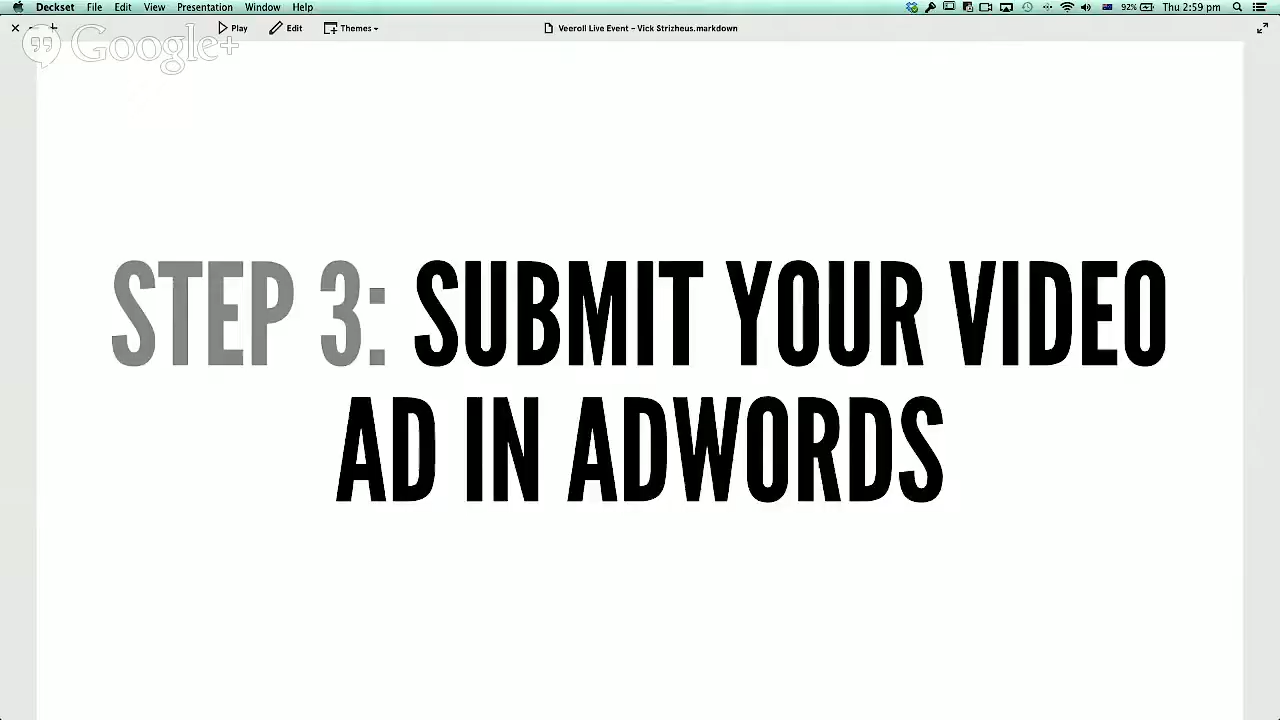 Deckset File Edit View Presentation Window Help 92% Thu 2:59 pm
Play Edit Themes Veeroll Live Event – Vick Strizheus.markdown
Google+
STEP 3: SUBMIT YOUR VIDEO
AD IN ADWORDS